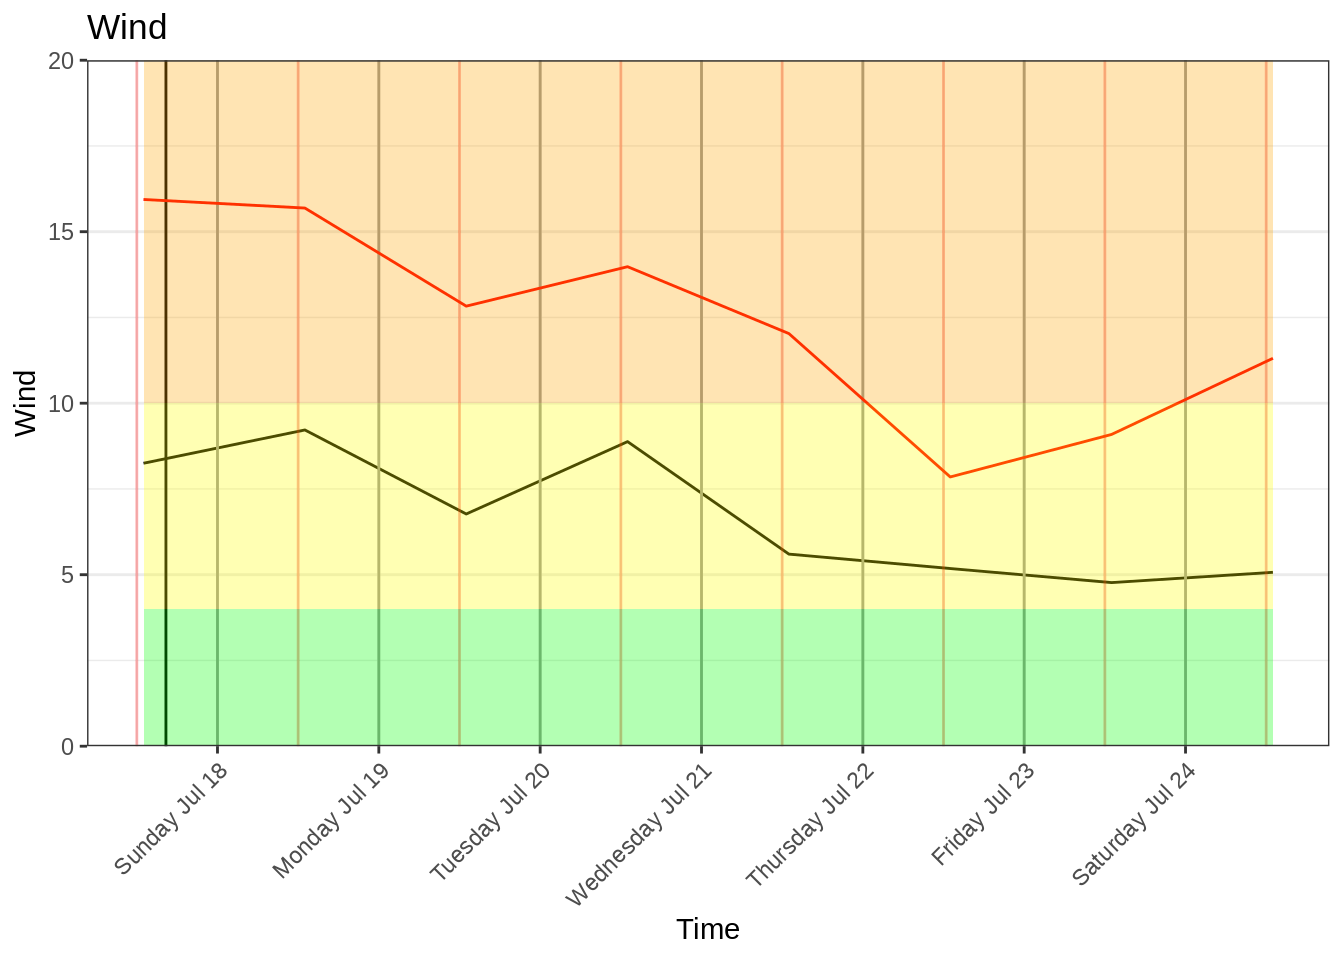 Wind
20
15
10
5
0
Wind
Sunday Jul 18
Monday Jul 19
Tuesday Jul 20
Wednesday Jul 21
Thursday Jul 22
Friday Jul 23
Saturday Jul 24
Time